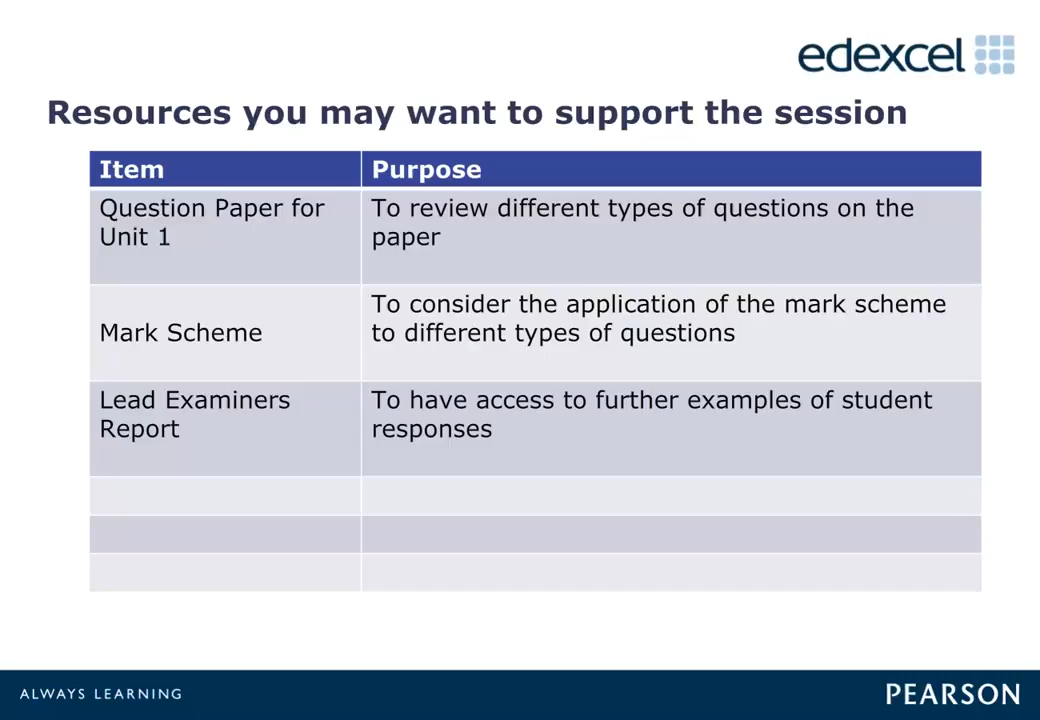 edexcel
Resources you may want to support the session
Item
Purpose
Question Paper for
Unit 1
To review different types of questions on the
paper
Mark Scheme
To consider the application of the mark scheme
to different types of questions
Lead Examiners
Report
To have access to further examples of student
responses
ALWAYS LEARNING
PEARSON